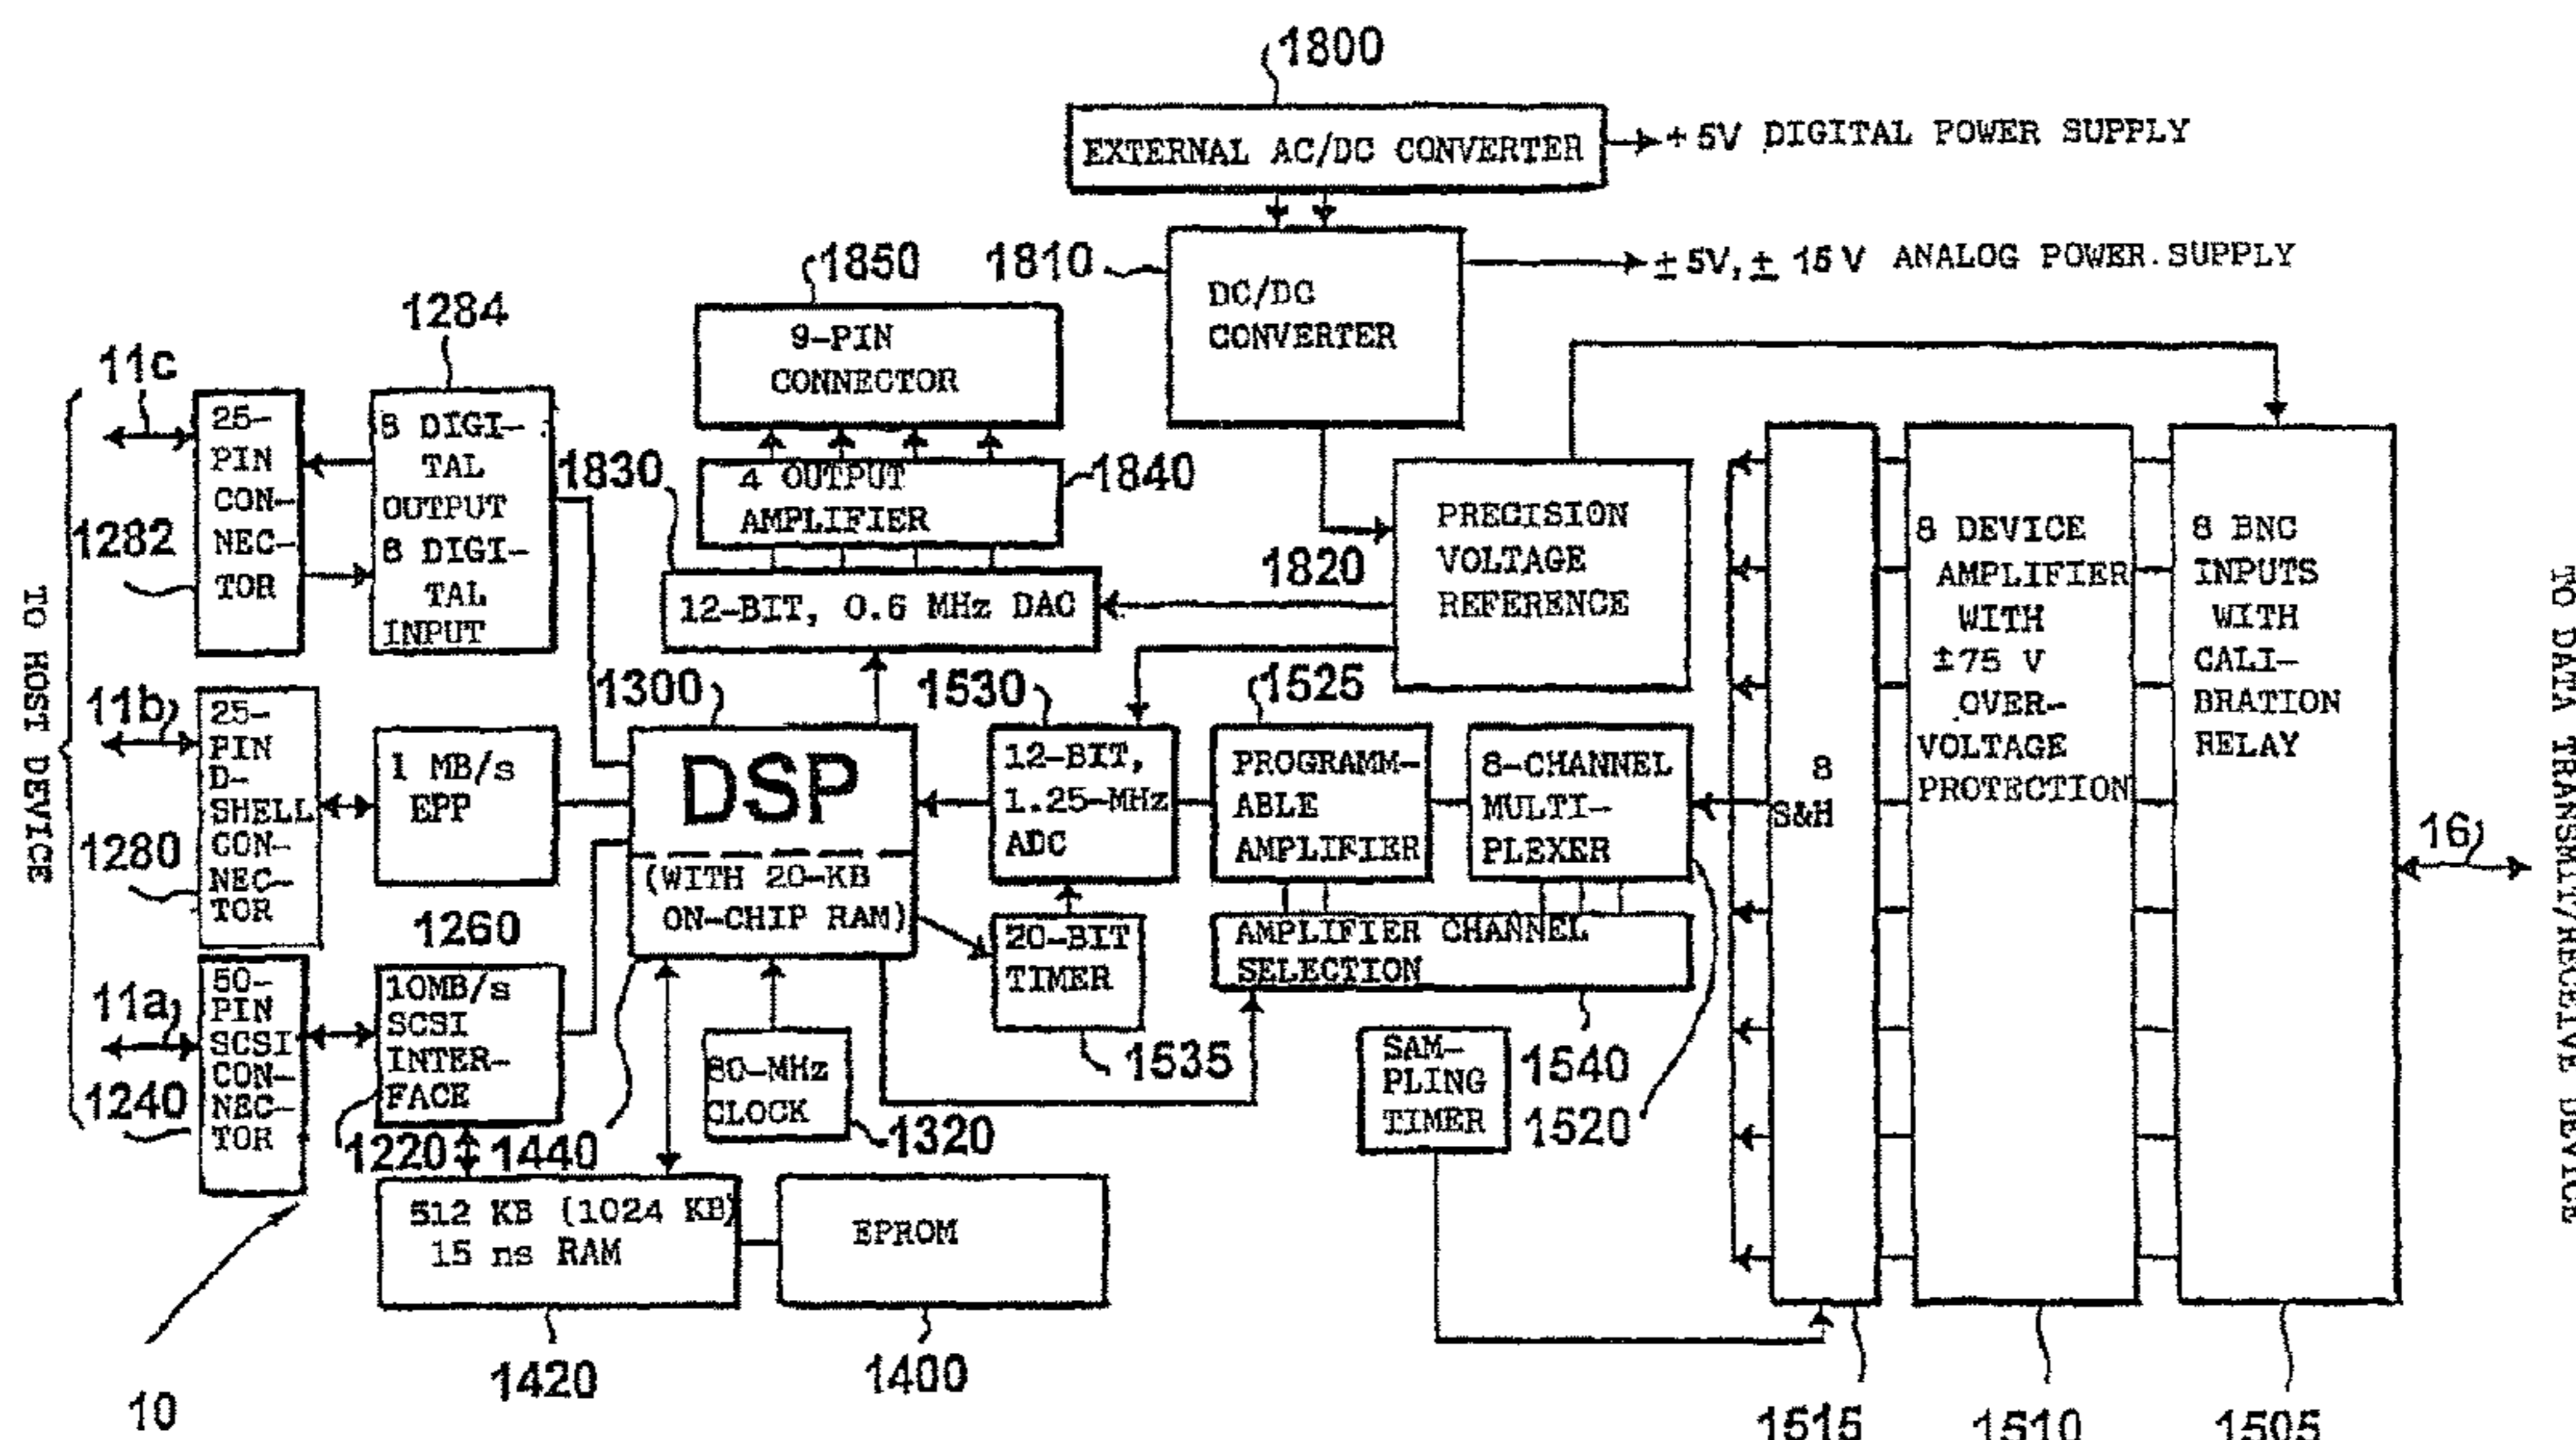 1800
EXTERNAL AC/DC CONVERTER
+5V DIGITAL POWER SUPPLY
1850
1810
DC/DC
CONVERTER
±5V, ±15V ANALOG POWER.SUPPLY
9-PIN
CONNECTOR
1284
11c
25-
PIN
CON-
NEC-
TOR
1282
8 DIGI-
TAL
OUTPUT
8 DIGI-
TAL
INPUT
1830
4 OUTPUT
AMPLIFIER
1840
12-BIT, 0.6 MHz DAC
1820
PRECISION
VOLTAGE
REFERENCE
TO HOST DEVICE
11b
25-
PIN
D-
SHELL
CON-
NEC-
TOR
1280
1 MB/s
EPP
1260
1300
DSP
(WITH 20-KB
ON-CHIP RAM)
1530
12-BIT,
1.25-MHz
ADC
1525
PROGRAMM-
ABLE
AMPLIFIER
8-CHANNEL
MULTI-
PLEXER
8
S&H
8 DEVICE
AMPLIFIER
WITH
±75 V
OVER-
VOLTAGE
PROTECTION
8 BNC
INPUTS
WITH
CALI-
BRATION
RELAY
16
TO DATA TRANSMIT/RECEIVE DEVICE
11a
50-
PIN
SCSI
CON-
NEC-
TOR
1240
10MB/s
SCSI
INTER-
FACE
1220
1440
80-MHz
CLOCK
1320
20-BIT
TIMER
1535
AMPLIFIER CHANNEL
SELECTION
SAM-
PLING
TIMER
1540
1520
512 KB (1024 KB)
15 ns RAM
EPROM
10
1420
1400
1515
1510
1505